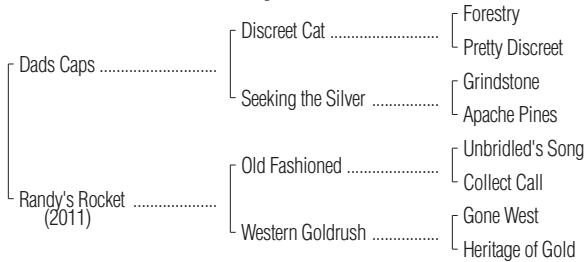 Forestry
Discreet Cat ........................
Pretty Discreet
Dads Caps ..........................
Grindstone
Seeking the Silver ...............
Apache Pines
Unbridled's Song
Old Fashioned .....................
Collect Call
Randy's Rocket ..................
(2011)
Gone West
Western Goldrush ...............
Heritage of Gold